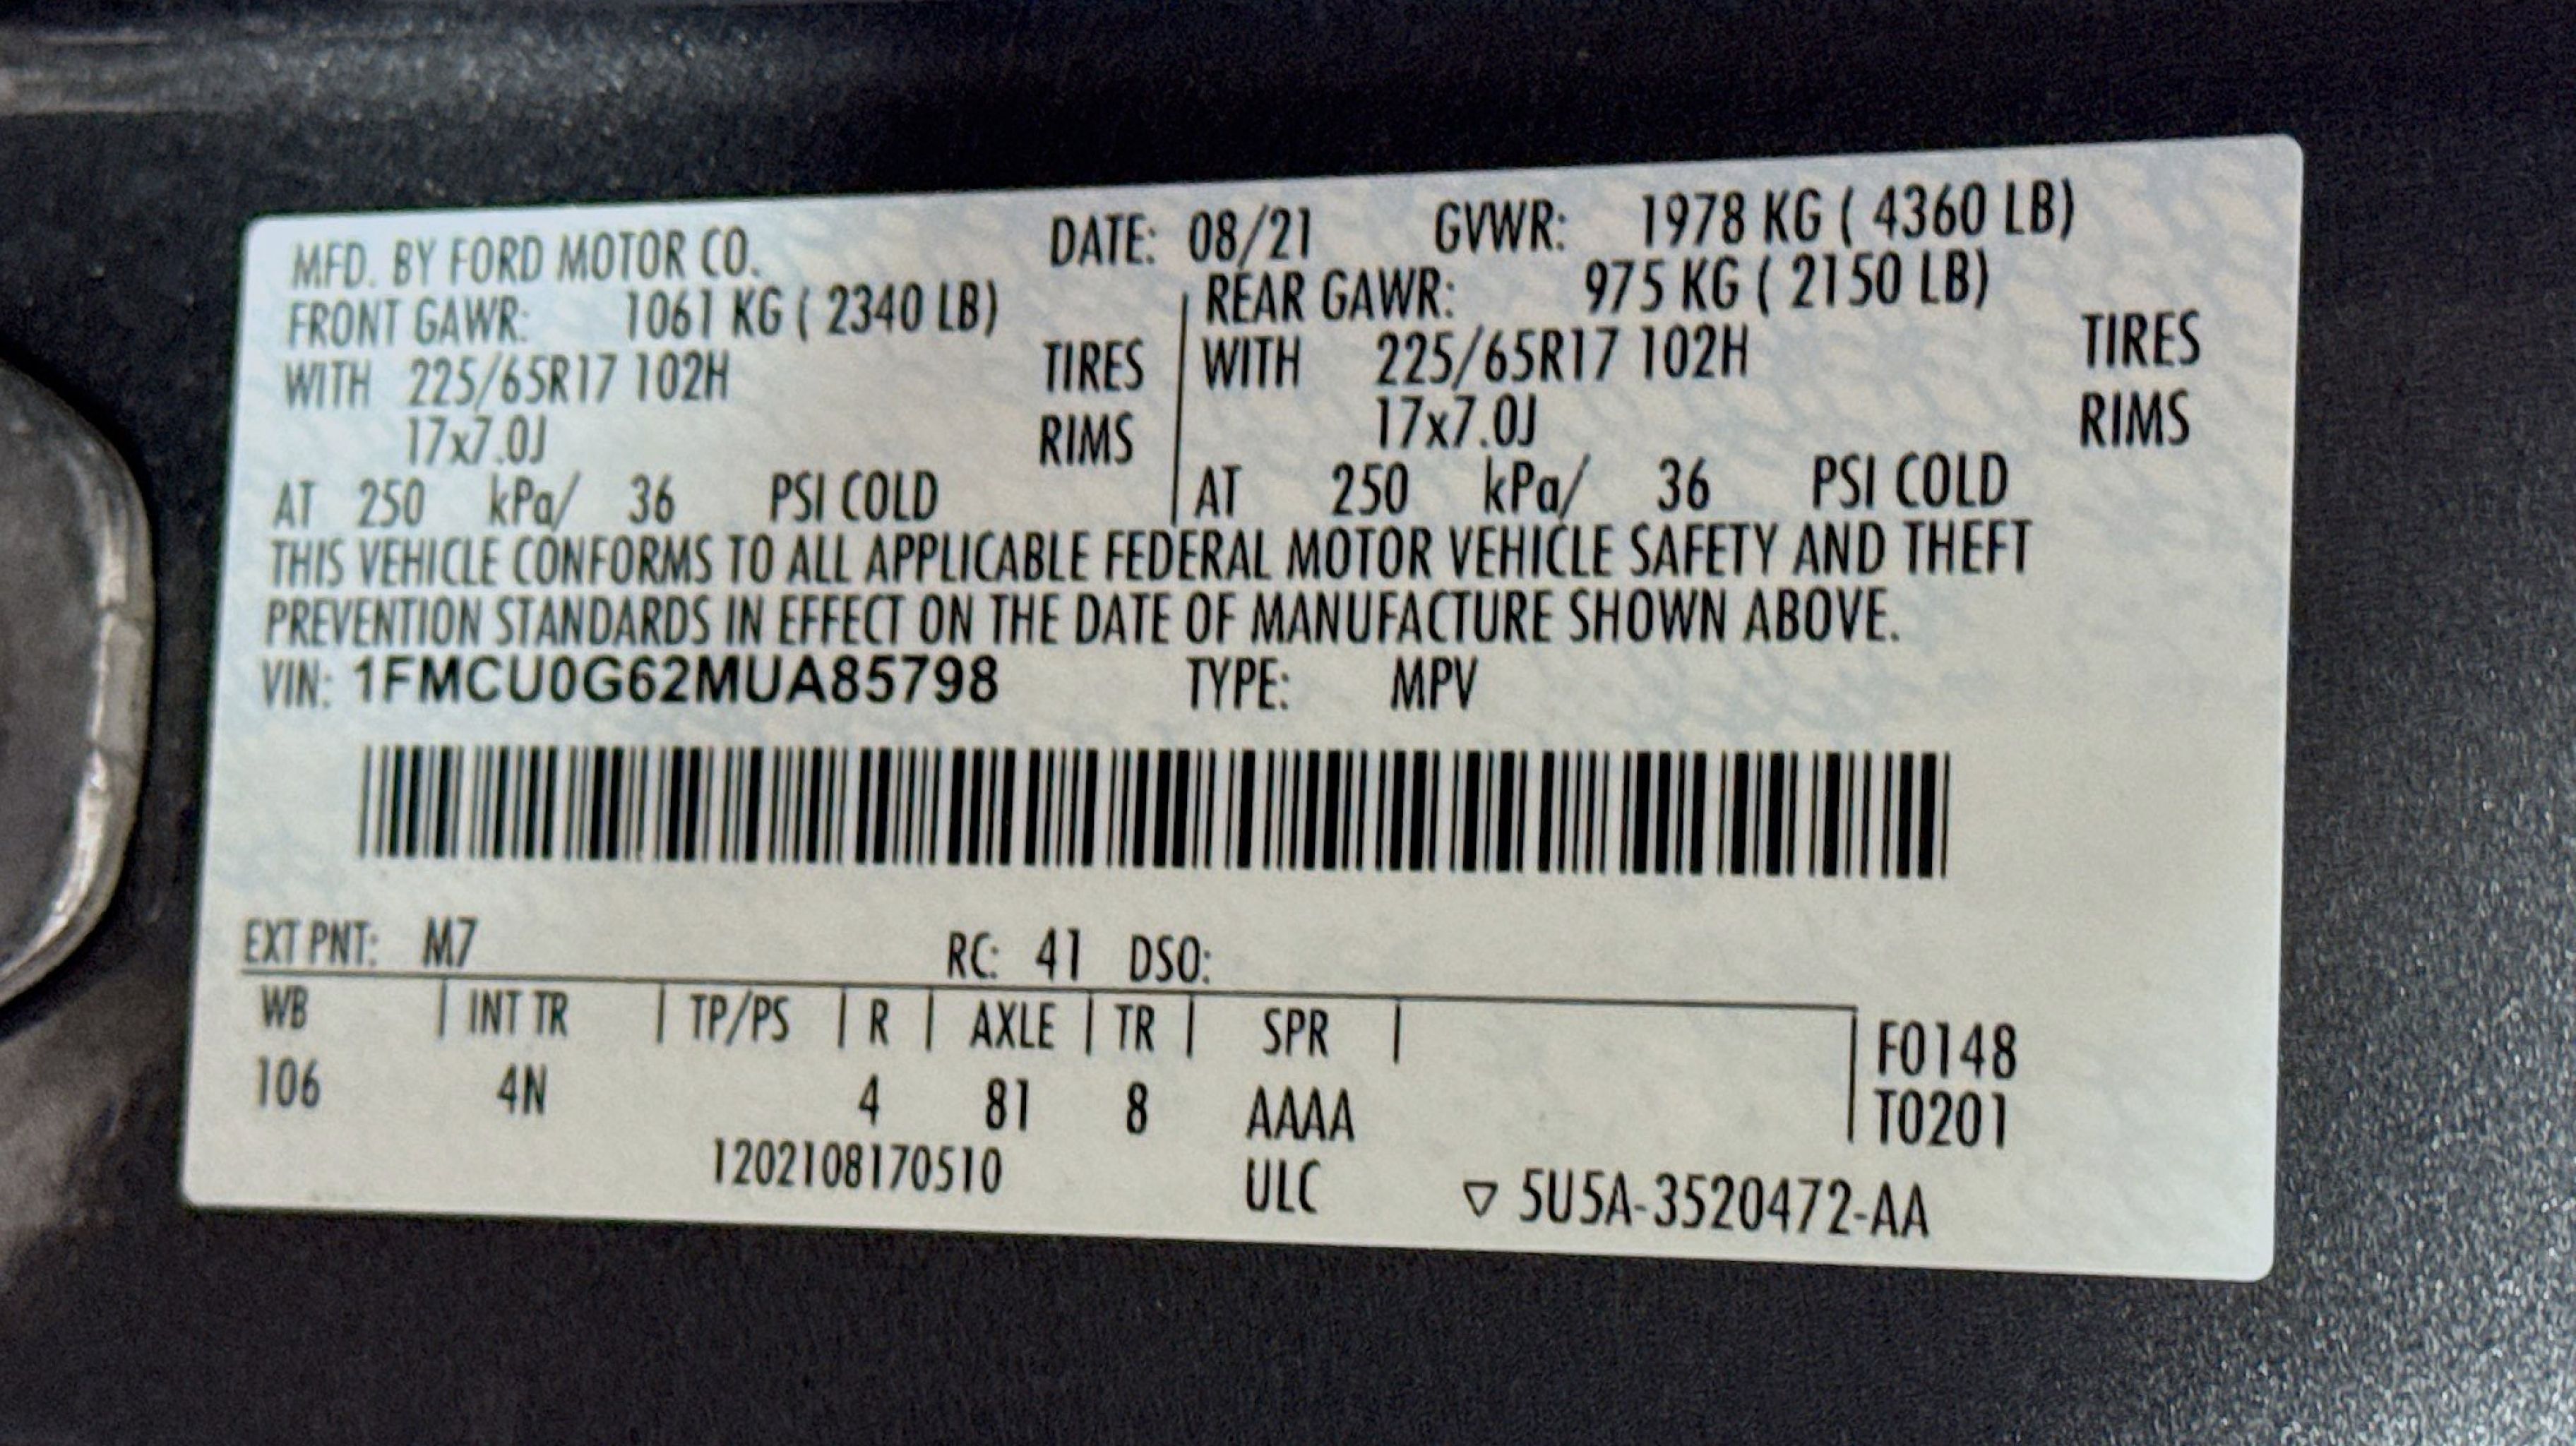 MFD. BY FORD MOTOR CO. DATE: 08/21 GVWR: 1978 KG ( 4360 LB)
FRONT GAWR: 1061 KG ( 2340 LB) REAR GAWR: 975 KG ( 2150 LB)
WITH 225/65R17 102H TIRES WITH 225/65R17 102H TIRES
17x7.0J RIMS 17x7.0J RIMS
AT 250 kPa/ 36 PSI COLD AT 250 kPa/ 36 PSI COLD
THIS VEHICLE CONFORMS TO ALL APPLICABLE FEDERAL MOTOR VEHICLE SAFETY AND THEFT
PREVENTION STANDARDS IN EFFECT ON THE DATE OF MANUFACTURE SHOWN ABOVE.
VIN: 1FMCU0G62MUA85798 TYPE: MPV
EXT PNT: M7 RC: 41 DSO:
WB | INT TR | TP/PS | R | AXLE | TR | SPR | F0148
106 4N 4 81 8 AAAA T0201
1202108170510 ULC ▽ 5U5A-3520472-AA